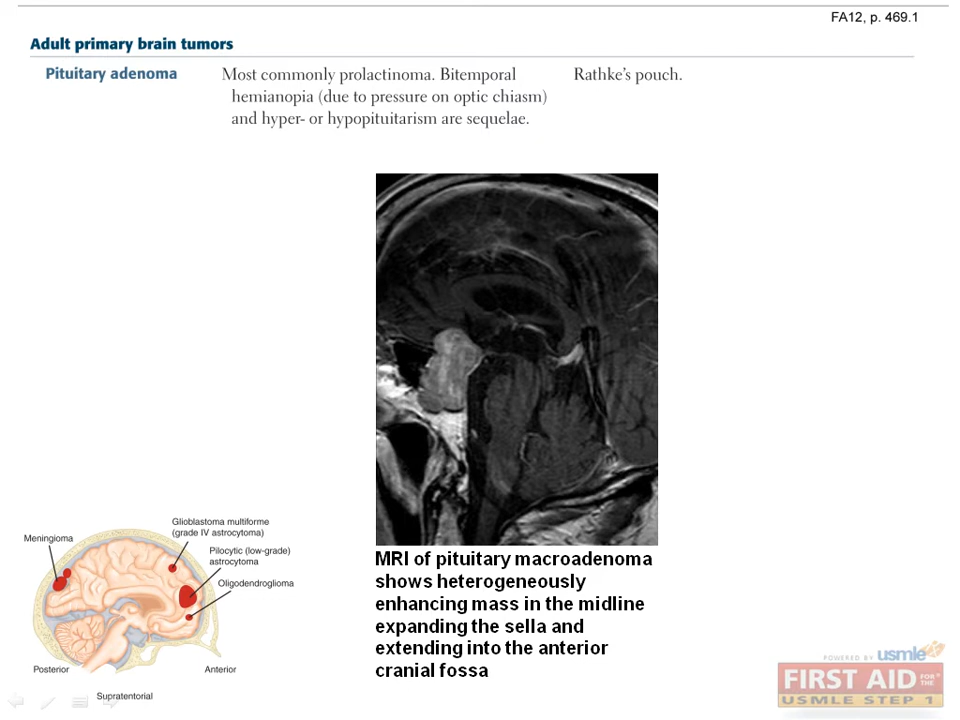 FA12, p. 469.1
Adult primary brain tumors
Pituitary adenoma
Most commonly prolactinoma. Bitemporal
hemianopia (due to pressure on optic chiasm)
and hyper- or hypopituitarism are sequelae.
Rathke's pouch.
MRI of pituitary macroadenoma
shows heterogeneously
enhancing mass in the midline
expanding the sella and
extending into the anterior
cranial fossa
Glioblastoma multiforme
(grade IV astrocytoma)
Meningioma
Pilocytic (low-grade)
astrocytoma
Oligodendroglioma
Posterior
Anterior
Supratentorial
POWERED BY usmle
FIRST AID FOR THE
USMLE STEP 1